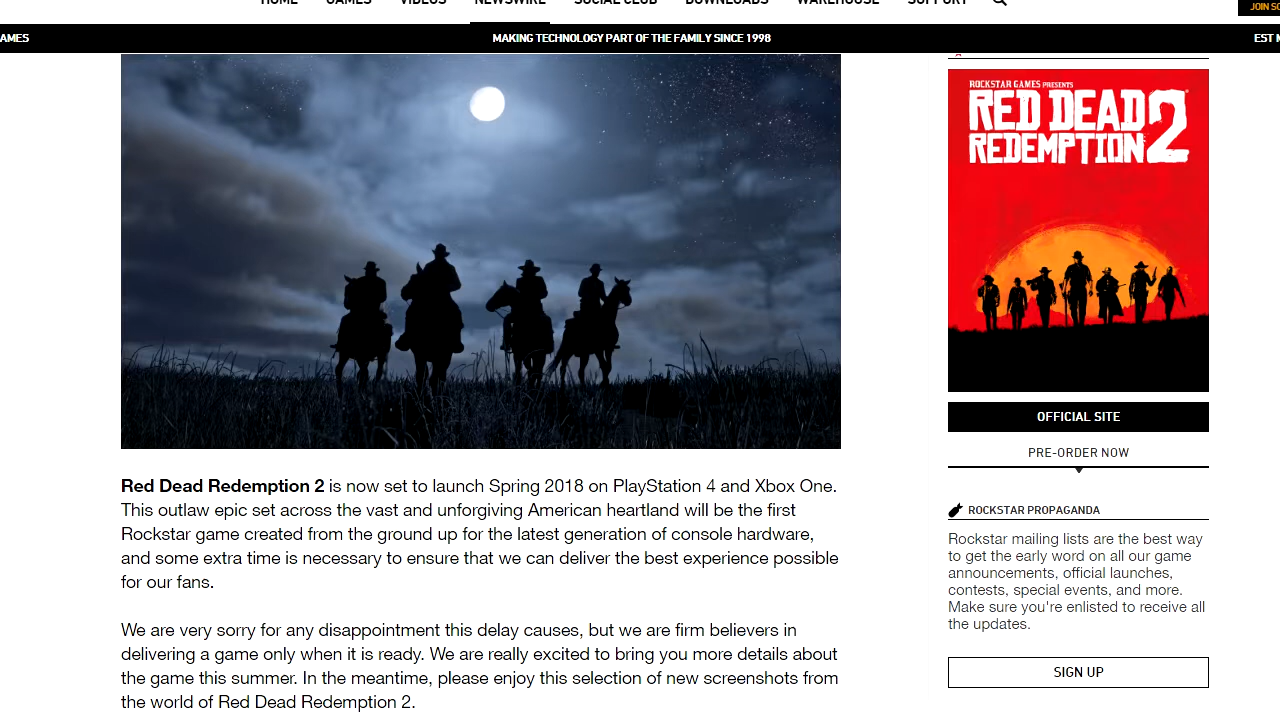 HOME GAMES VIDEOS NEWSWIRE SOCIAL CLUB DOWNLOADS WAREHOUSE SUPPORT
JOIN
AMES MAKING TECHNOLOGY PART OF THE FAMILY SINCE 1998 EST
ROCKSTAR GAMES PRESENTS
RED DEAD
REDEMPTION 2
OFFICIAL SITE
PRE-ORDER NOW
Red Dead Redemption 2 is now set to launch Spring 2018 on PlayStation 4 and Xbox One.
This outlaw epic set across the vast and unforgiving American heartland will be the first
Rockstar game created from the ground up for the latest generation of console hardware,
and some extra time is necessary to ensure that we can deliver the best experience possible
for our fans.
We are very sorry for any disappointment this delay causes, but we are firm believers in
delivering a game only when it is ready. We are really excited to bring you more details about
the game this summer. In the meantime, please enjoy this selection of new screenshots from
the world of Red Dead Redemption 2.
ROCKSTAR PROPAGANDA
Rockstar mailing lists are the best way
to get the early word on all our game
announcements, official launches,
contests, special events, and more.
Make sure you're enlisted to receive all
the updates.
SIGN UP